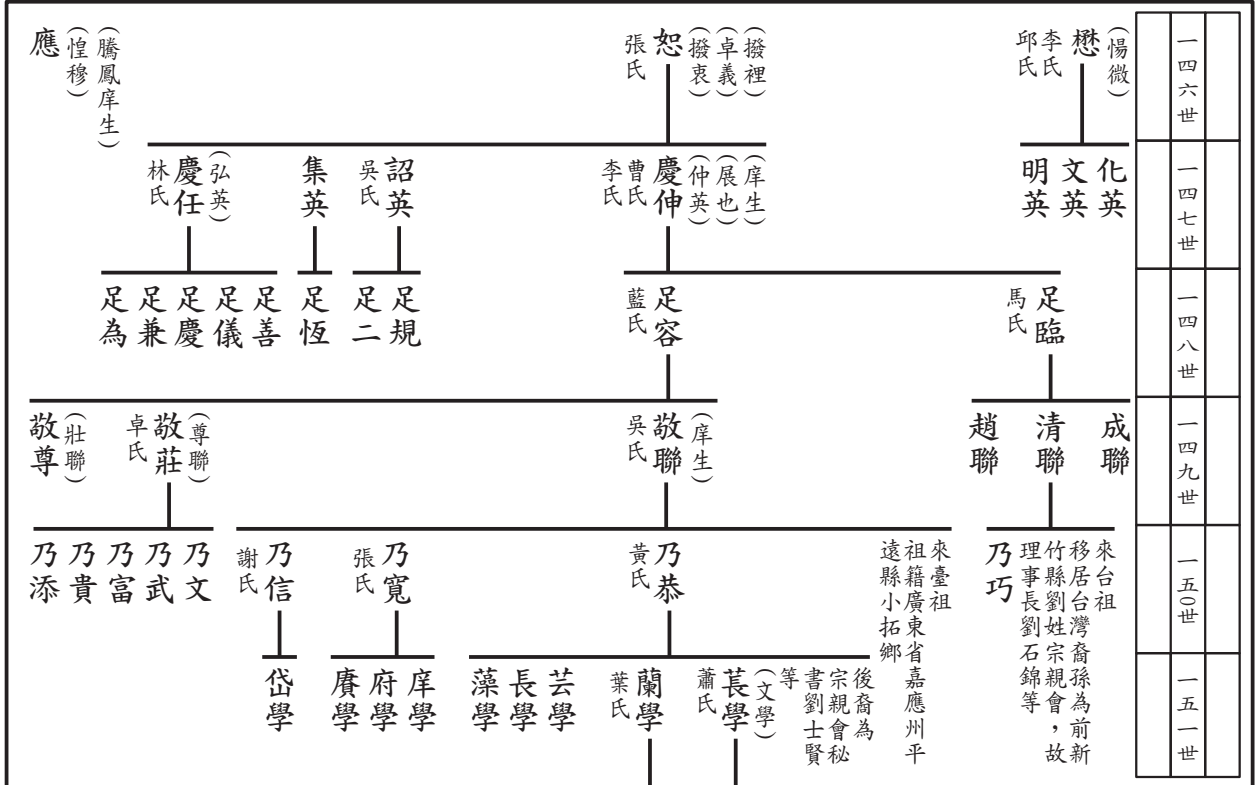 一四六世
一四七世
一四八世
一四九世
一五0世
一五一世
(愓微)
懋
李氏
邱氏
(撥裡)
(卓義)
(撥衷)
恕
張氏
(騰鳳庠生)
(惶穆)
應
化英
文英
明英
(庠生)
(展也)
(仲英)
慶伸
曹氏
李氏
詔英
吳氏
集英
(弘英)
慶任
林氏
足臨
馬氏
足容
藍氏
足規
足二
足恆
足善
足儀
足慶
足兼
足為
成聯
清聯
趙聯
(庠生)
敬聯
吳氏
(尊聯)
敬莊
卓氏
(壯聯)
敬尊
來台祖
移居台灣裔孫為前新
竹縣劉姓宗親會，故
理事長劉石錦等
乃巧
來臺祖
祖籍廣東省嘉應州平
遠縣小拓鄉
乃恭
黃氏
乃寬
張氏
乃信
謝氏
乃文
乃武
乃富
乃貴
乃添
後裔為
宗親會秘
書劉士賢
等
(文學)
萇學
蕭氏
蘭學
葉氏
芸學
長學
藻學
庠學
府學
賡學
岱學